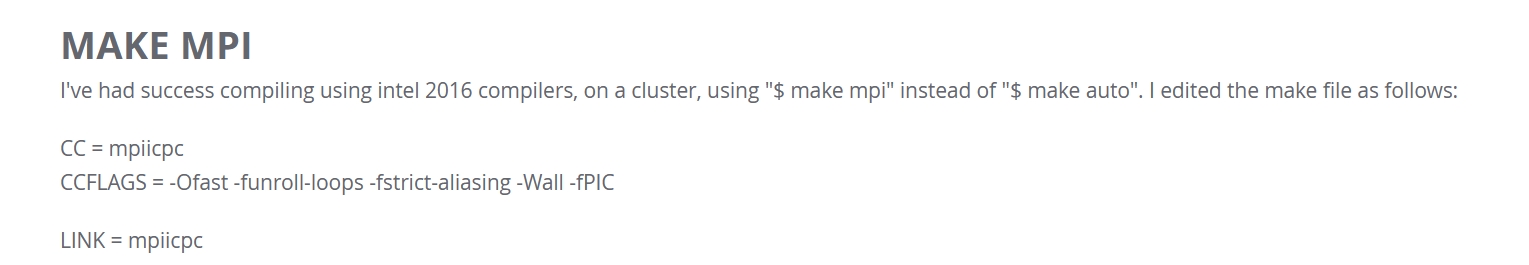 MAKE MPI
I've had success compiling using intel 2016 compilers, on a cluster, using "$ make mpi" instead of "$ make auto". I edited the make file as follows:
CC = mpiicpc
CCFLAGS = -Ofast -funroll-loops -fstrict-aliasing -Wall -fPIC
LINK = mpiicpc